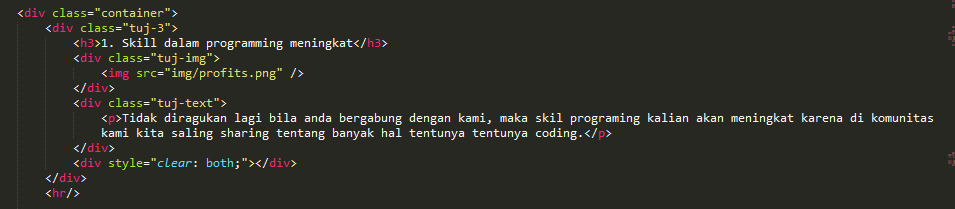 <div class="container">
<div class="tuj-3">
<h3>1. Skill dalam programming meningkat</h3>
<div class="tuj-img">
<img src="img/profits.png" />
</div>
<div class="tuj-text">
<p>Tidak diragukan lagi bila anda bergabung dengan kami, maka skil programing kalian akan meningkat karena di komunitas
kami kita saling sharing tentang banyak hal tentunya tentunya coding.</p>
</div>
<div style="clear: both;"></div>
</div>
<hr/>